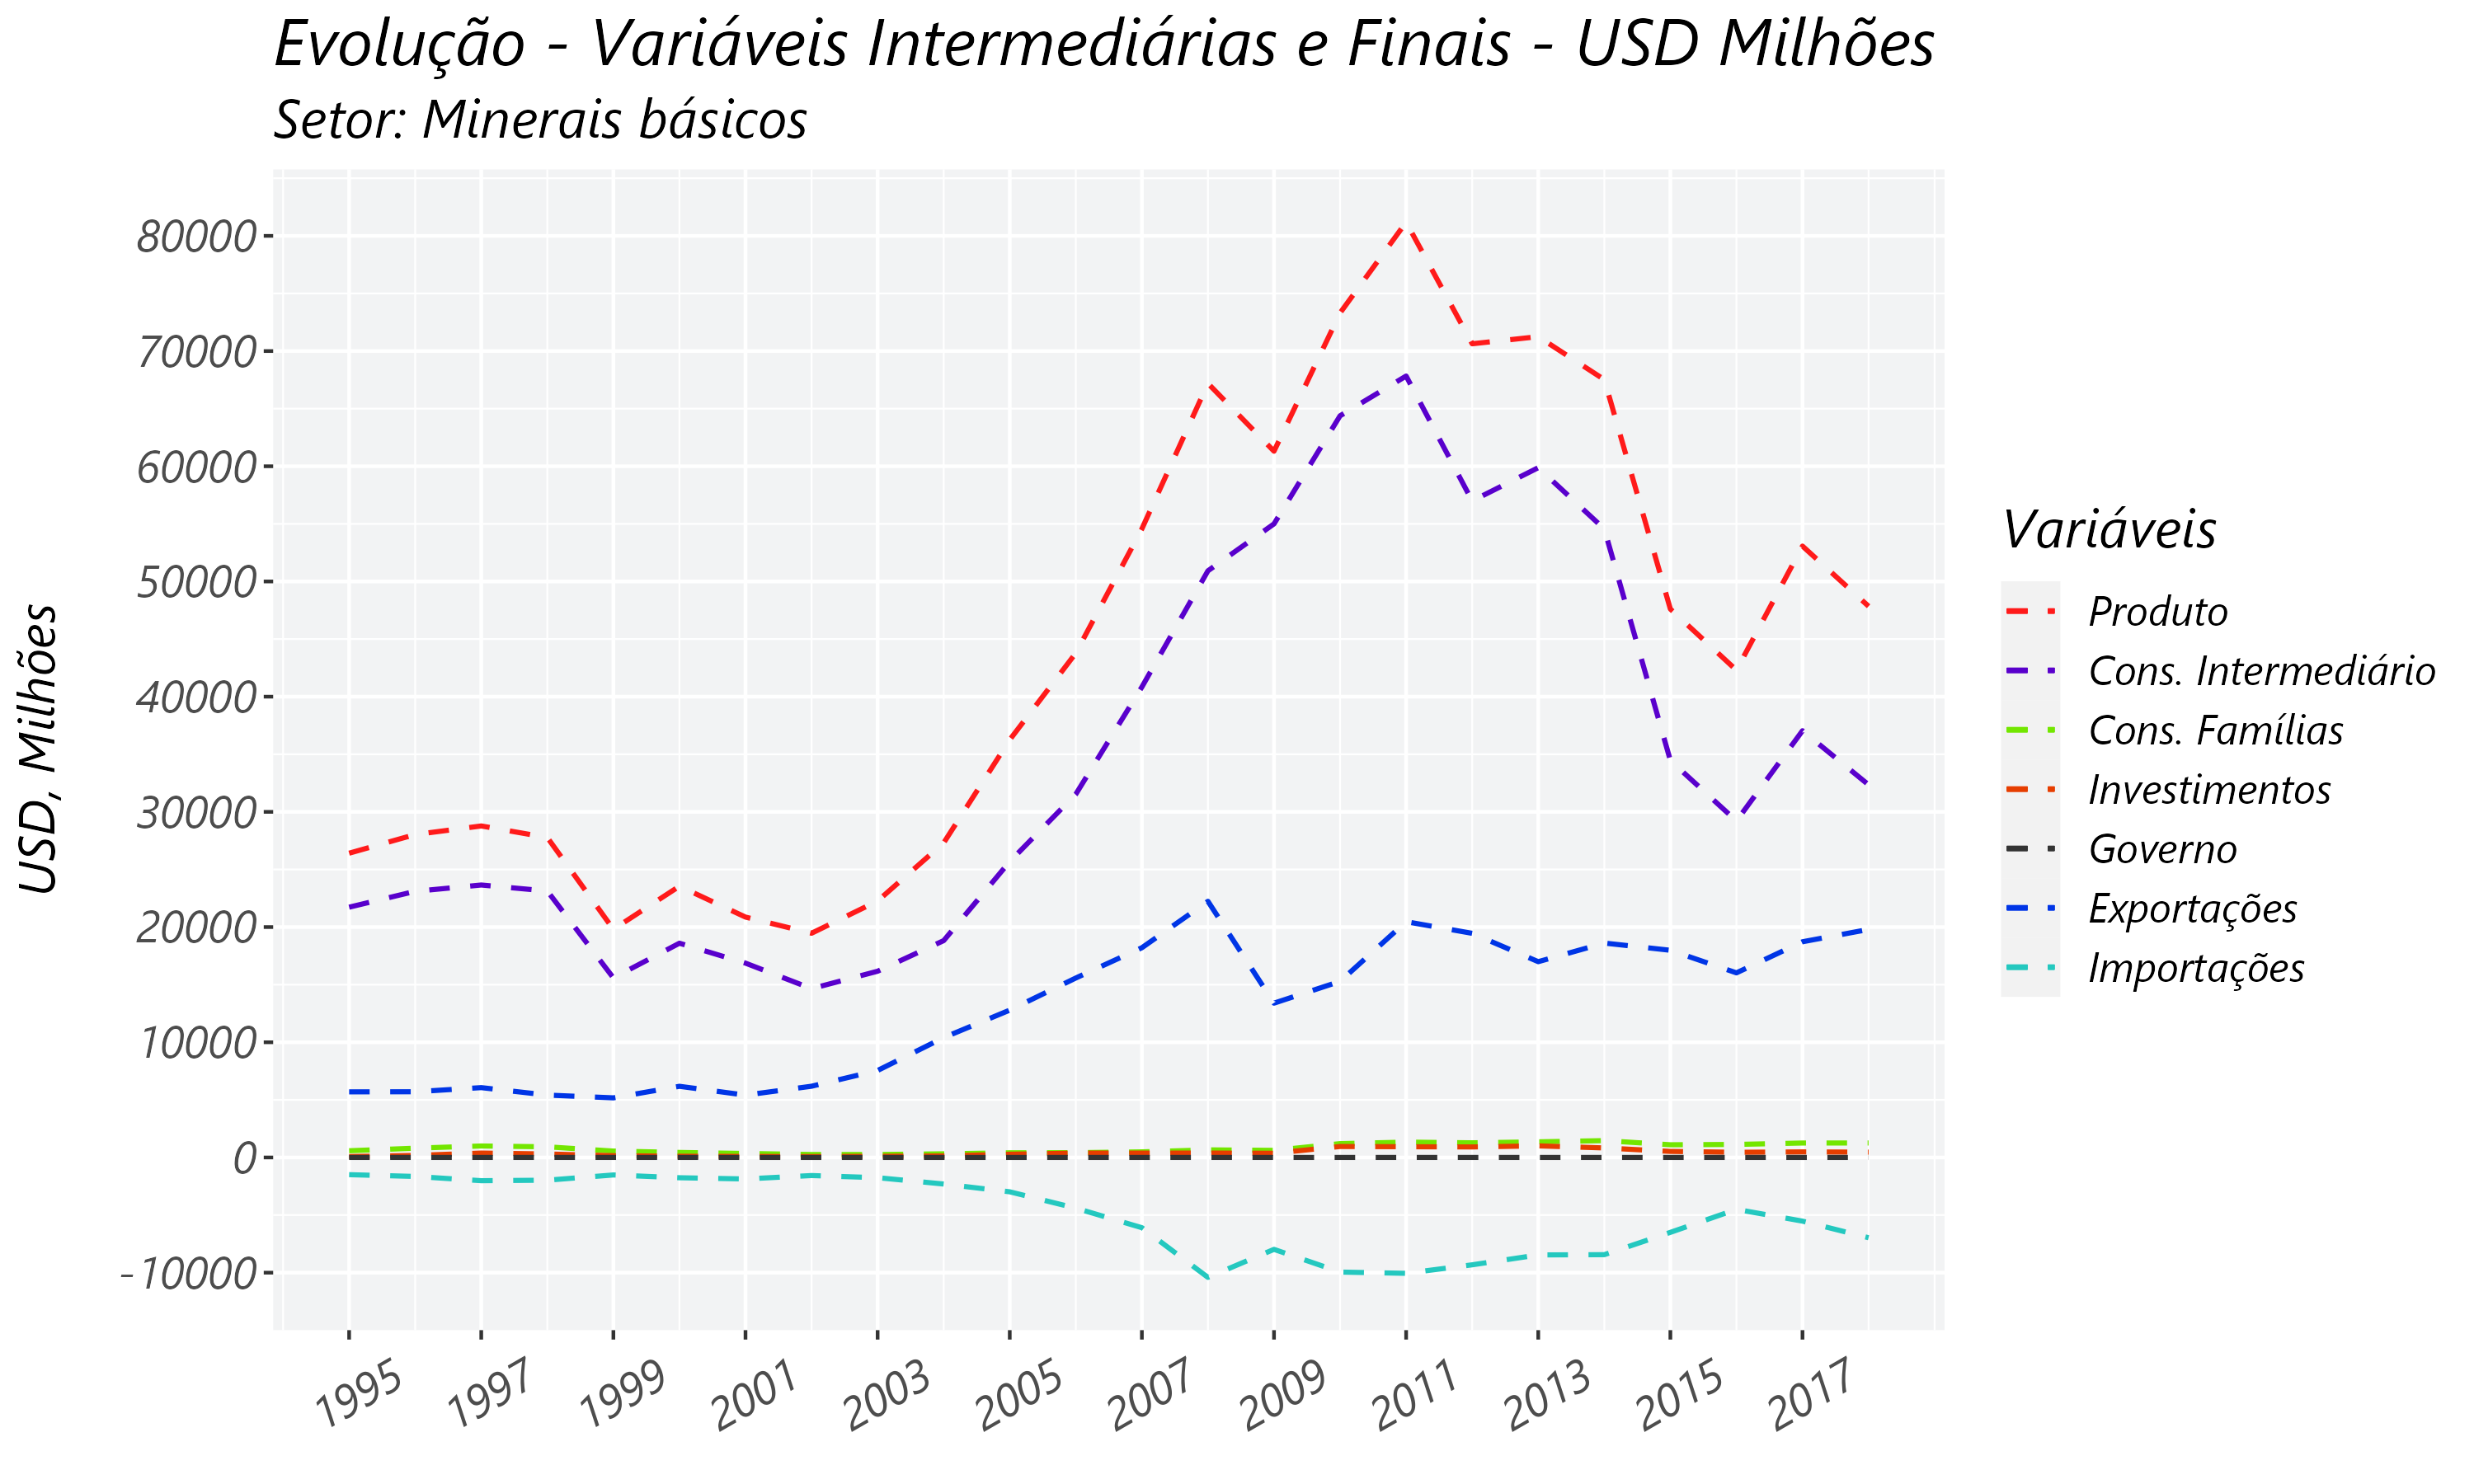 Evolução - Variáveis Intermediárias e Finais - USD Milhões
Setor: Minerais básicos
USD, Milhões
80000
70000
60000
50000
40000
30000
20000
10000
0
-10000
1995
1997
1999
2001
2003
2005
2007
2009
2011
2013
2015
2017
Variáveis
Produto
Cons. Intermediário
Cons. Famílias
Investimentos
Governo
Exportações
Importações